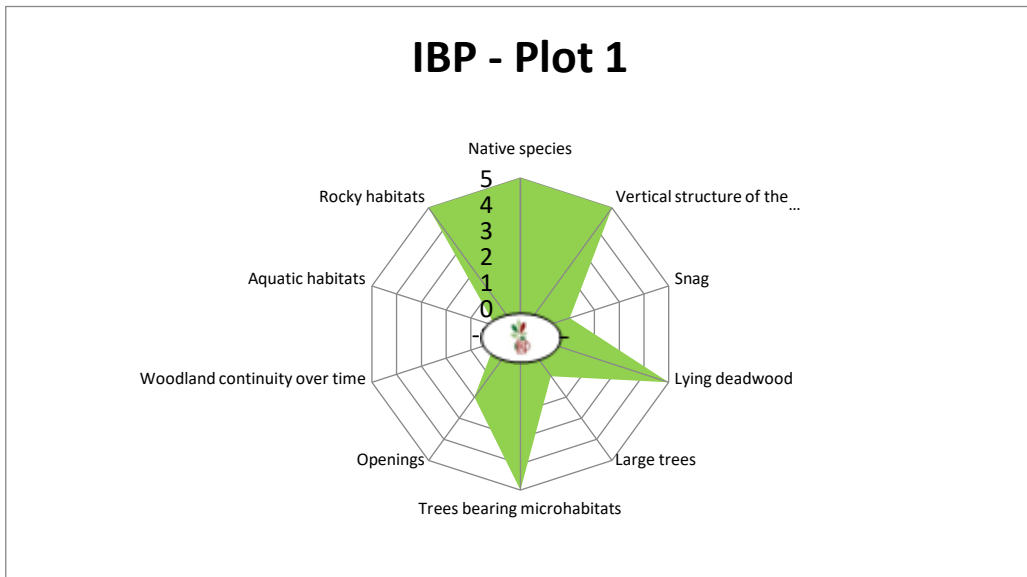 IBP - Plot 1
Native species
Rocky habitats
Vertical structure of the
...
5
4
3
2
1
0
-
Aquatic habitats
Snag
Woodland continuity over time
Lying deadwood
Openings
Large trees
Trees bearing microhabitats